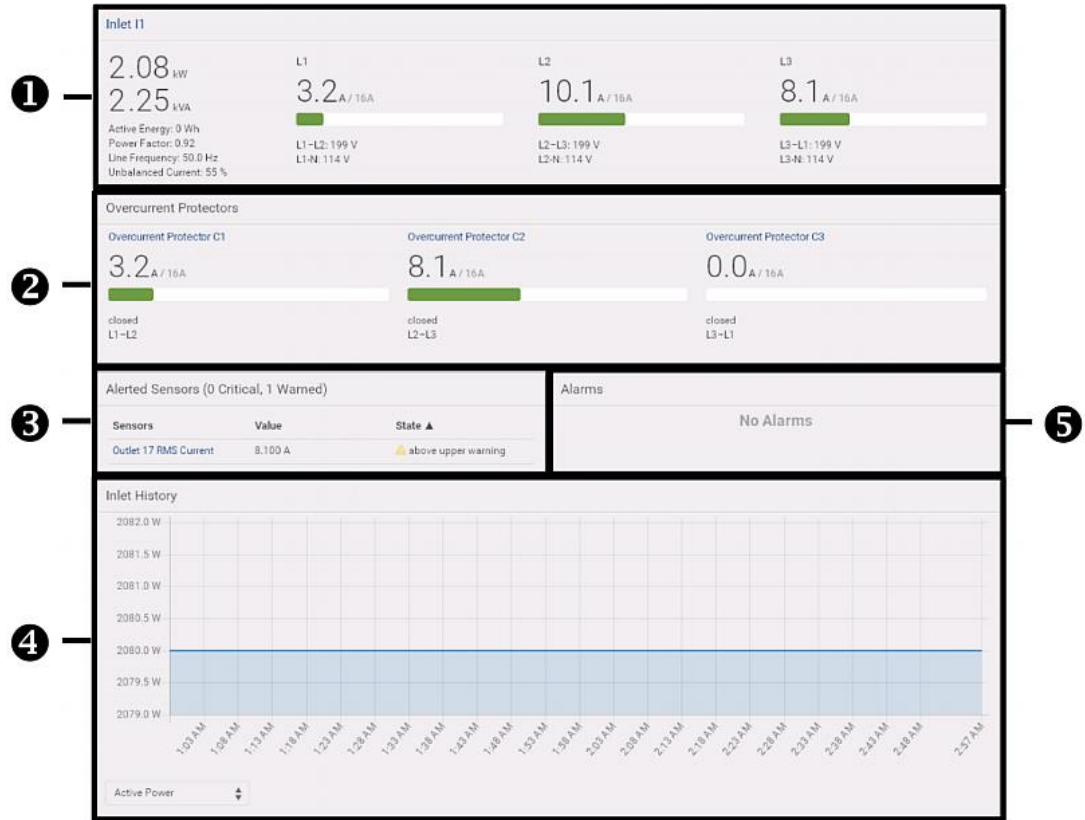 Inlet I1
2.08 kW
2.25 kVA
Active Energy: 0 Wh
Power Factor: 0.92
Line Frequency: 50.0 Hz
Unbalanced Current: 55 %
L1
3.2 A / 16A
L1-L2: 199 V
L1-N: 114 V
L2
10.1 A / 16A
L2-L3: 199 V
L2-N: 114 V
L3
8.1 A / 16A
L3-L1: 199 V
L3-N: 114 V
1
Overcurrent Protectors
Overcurrent Protector C1
3.2 A / 16A
closed
L1-L2
Overcurrent Protector C2
8.1 A / 16A
closed
L2-L3
Overcurrent Protector C3
0.0 A / 16A
closed
L3-L1
2
Alerted Sensors (0 Critical, 1 Warned)
Sensors Value State ▲
Outlet 17 RMS Current 8.100 A above upper warning
3
Alarms
No Alarms
5
Inlet History
2082.0 W
2081.5 W
2081.0 W
2080.5 W
2080.0 W
2079.5 W
2079.0 W
4
1:03 AM 1:08 AM 1:13 AM 1:18 AM 1:23 AM 1:28 AM 1:33 AM 1:38 AM 1:43 AM 1:48 AM 1:53 AM 1:58 AM 2:03 AM 2:08 AM 2:13 AM 2:18 AM 2:23 AM 2:28 AM 2:33 AM 2:38 AM 2:43 AM 2:48 AM 2:57 AM
Active Power